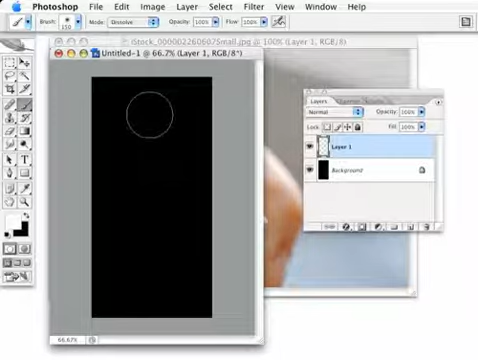 Photoshop File Edit Image Layer Select Filter View Window Help
Brush: 150 Mode: Dissolve Opacity: 100% Flow: 100%
iStock_000002260607Small.jpg @ 100% (Layer 1, RGB/8*)
Untitled-1 @ 66.7% (Layer 1, RGB/8*)
Layers
Normal Opacity: 100%
Lock: Fill: 100%
Layer 1
Background
66.67%